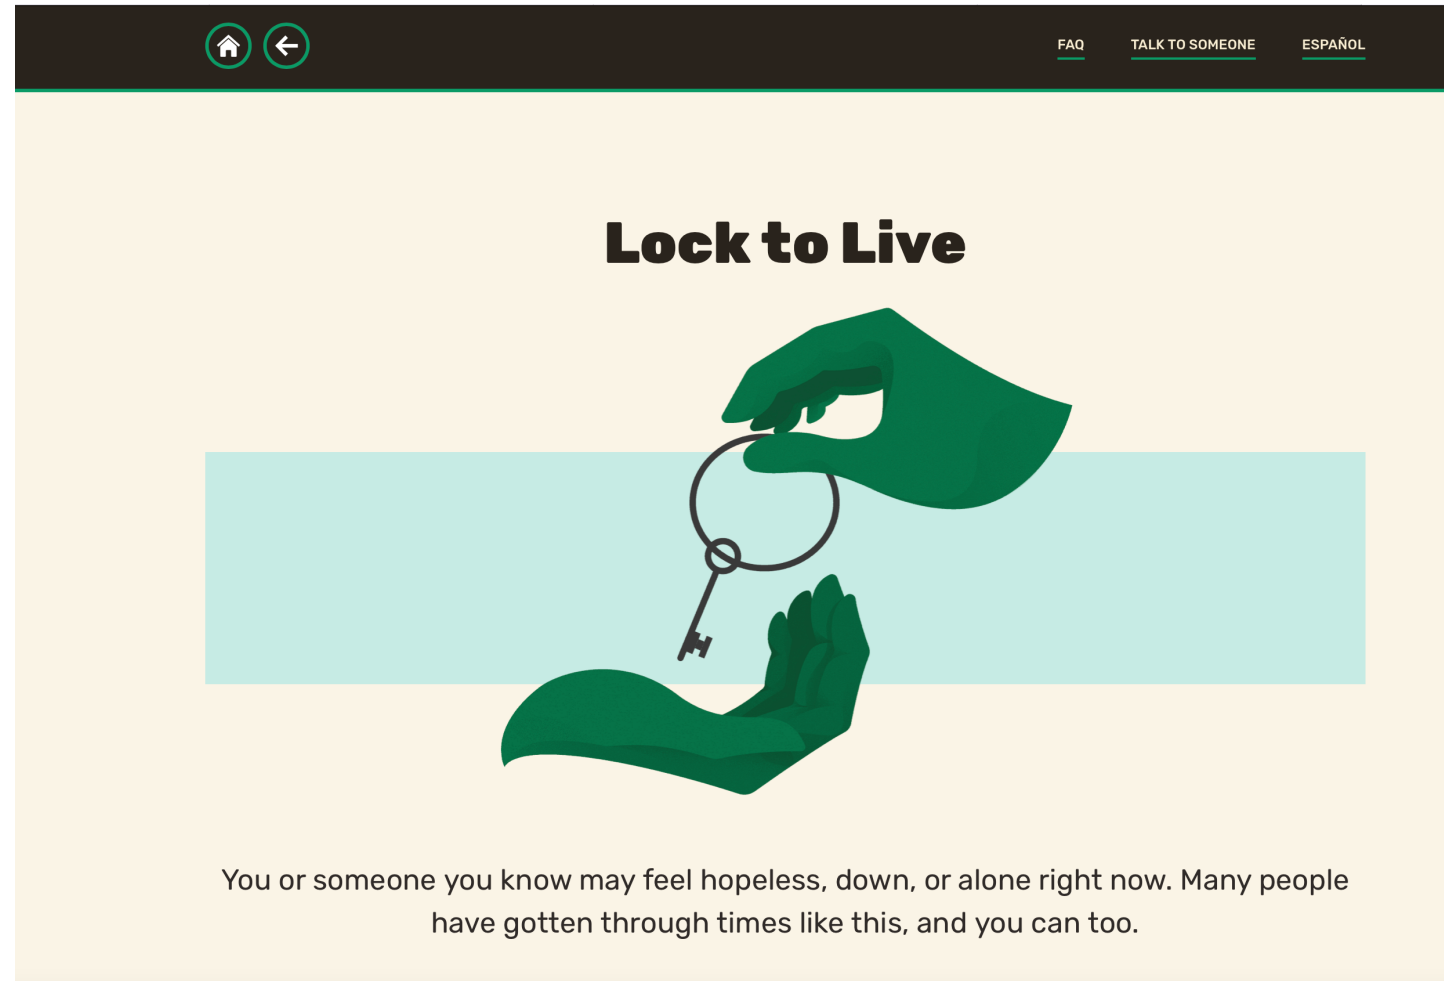 FAQ
TALK TO SOMEONE
ESPAÑOL
Lock to Live
You or someone you know may feel hopeless, down, or alone right now. Many people
have gotten through times like this, and you can too.